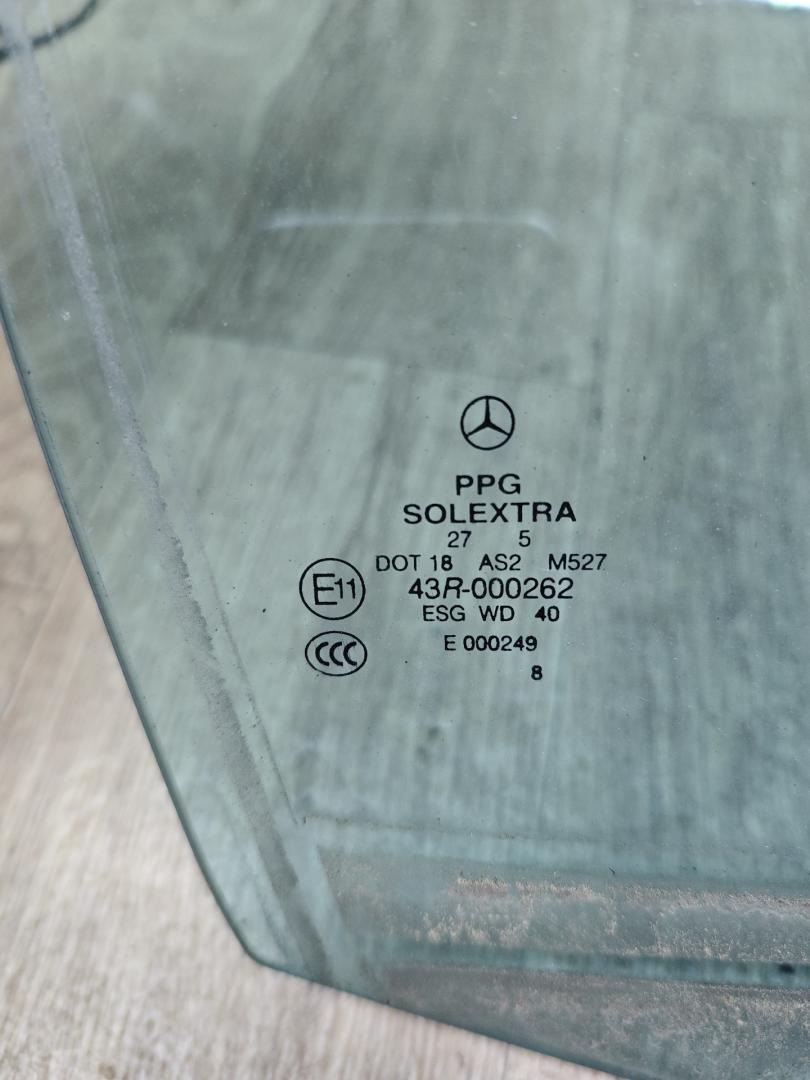 PPG
SOLEXTRA
27 5
DOT 18 AS2 M527
E11 43R-000262
ESG WD 40
CCC E 000249
8